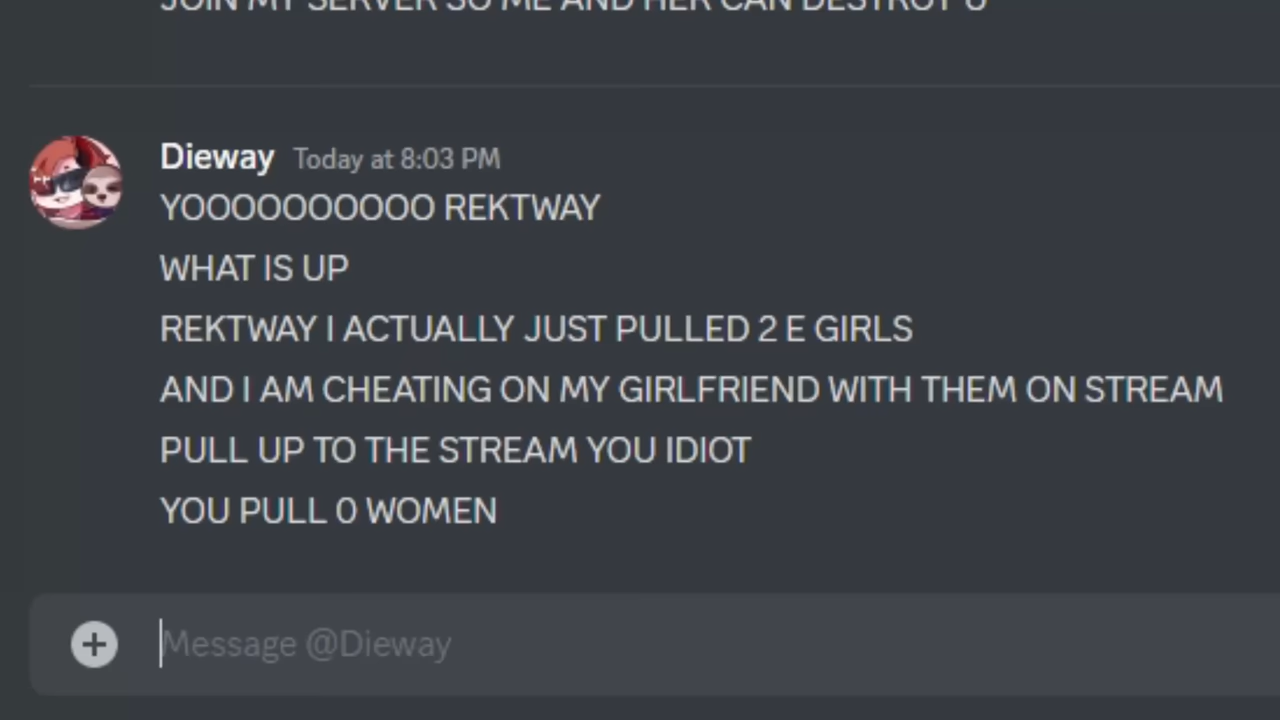 JOIN MY SERVER SO ME AND HER CAN DESTROY U
Dieway Today at 8:03 PM
YOOOOOOOOOO REKTWAY
WHAT IS UP
REKTWAY I ACTUALLY JUST PULLED 2 E GIRLS
AND I AM CHEATING ON MY GIRLFRIEND WITH THEM ON STREAM
PULL UP TO THE STREAM YOU IDIOT
YOU PULL 0 WOMEN
Message @Dieway